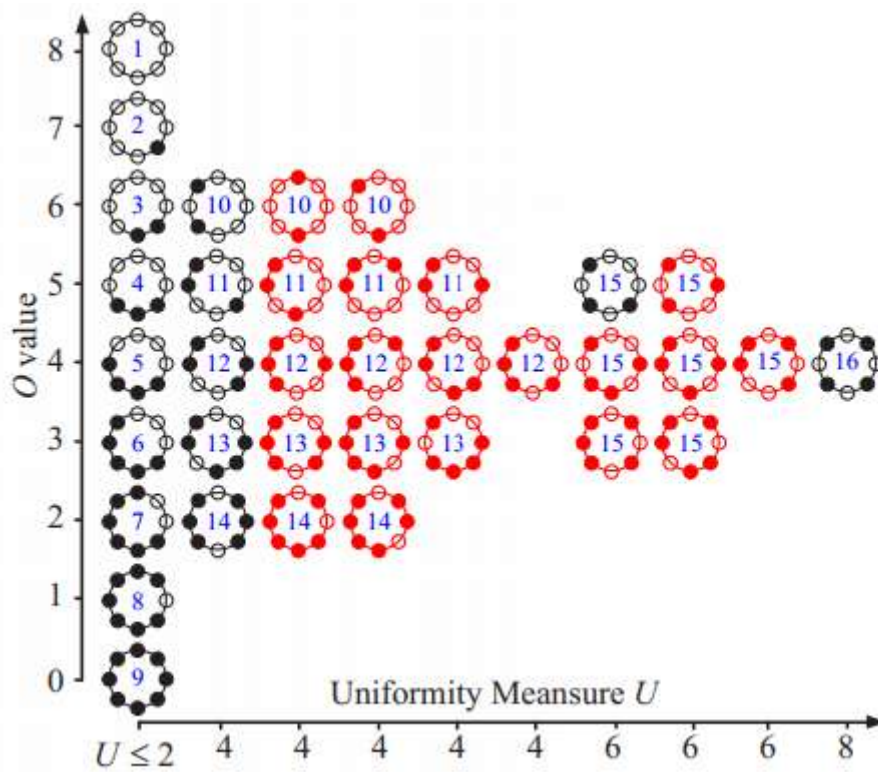 8 1
7 2
6 3 10 10 10
5 4 11 11 11 11 15 15
4 5 12 12 12 12 12 15 15 15 16
3 6 13 13 13 13 15 15
2 7 14 14 14
1 8
0 9
O value
Uniformity Meansure U
U ≤ 2 4 4 4 4 4 6 6 6 8